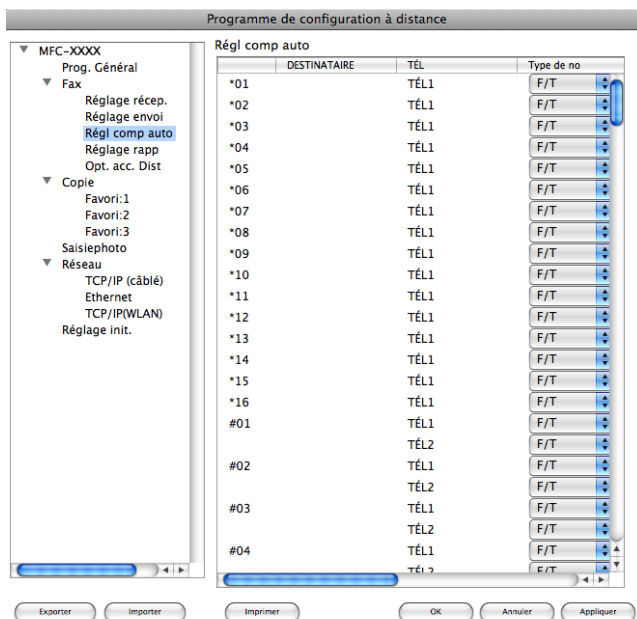 Programme de configuration à distance
MFC-XXXX
Prog. Général
Fax
Réglage récep.
Réglage envoi
Régl comp auto
Réglage rapp
Opt. acc. Dist
Copie
Favori:1
Favori:2
Favori:3
Saisiephoto
Réseau
TCP/IP (câblé)
Ethernet
TCP/IP(WLAN)
Réglage init.
Régl comp auto
DESTINATAIRE TÉL Type de no
*01 TÉL1 F/T
*02 TÉL1 F/T
*03 TÉL1 F/T
*04 TÉL1 F/T
*05 TÉL1 F/T
*06 TÉL1 F/T
*07 TÉL1 F/T
*08 TÉL1 F/T
*09 TÉL1 F/T
*10 TÉL1 F/T
*11 TÉL1 F/T
*12 TÉL1 F/T
*13 TÉL1 F/T
*14 TÉL1 F/T
*15 TÉL1 F/T
*16 TÉL1 F/T
#01 TÉL1 F/T
TÉL2 F/T
#02 TÉL1 F/T
TÉL2 F/T
#03 TÉL1 F/T
TÉL2 F/T
#04 TÉL1 F/T
TÉL2 F/T
Exporter Importer Imprimer OK Annuler Appliquer